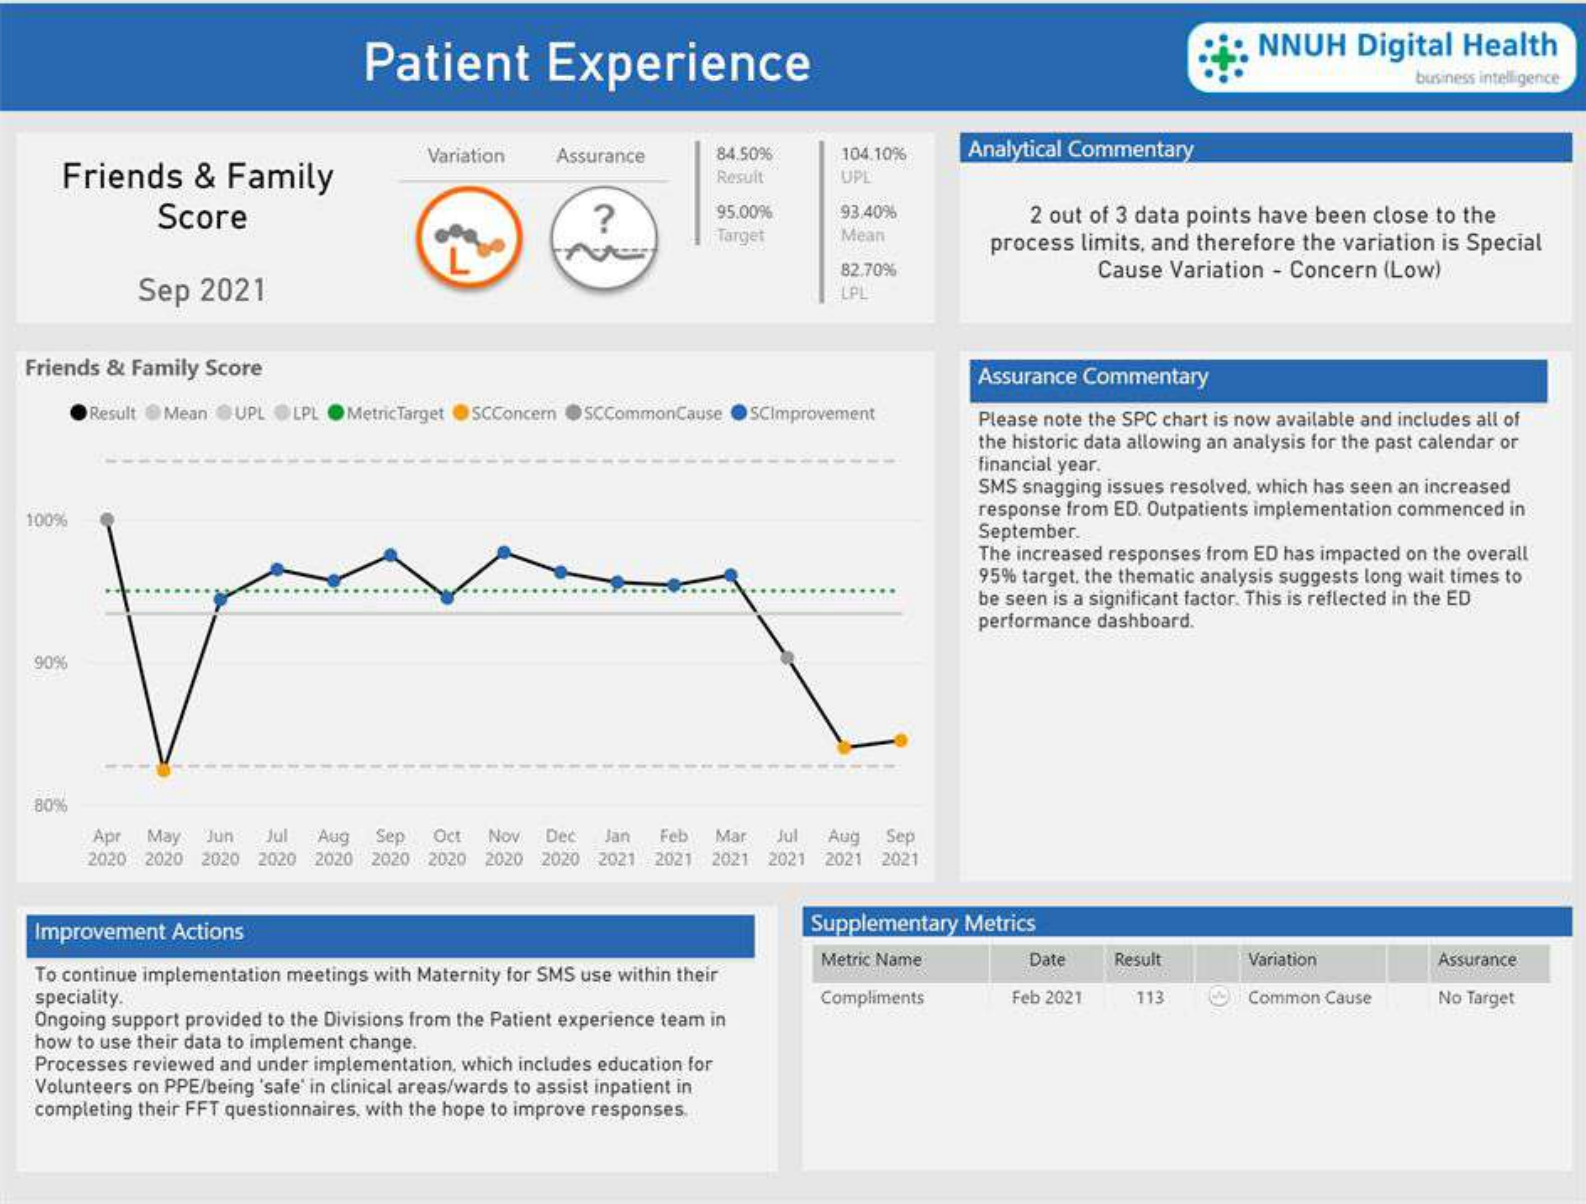 Patient Experience
NNUH Digital Health
business intelligence
Friends & Family
Score
Sep 2021
Variation
Assurance
L
?
84.50%
Result
95.00%
Target
104.10%
UPL
93.40%
Mean
82.70%
LPL
Analytical Commentary
2 out of 3 data points have been close to the
process limits, and therefore the variation is Special
Cause Variation - Concern (Low)
Friends & Family Score
Result Mean UPL LPL MetricTarget SCConcern SCCommonCause SCImprovement
100%
90%
80%
Apr May Jun Jul Aug Sep Oct Nov Dec Jan Feb Mar Jul Aug Sep
2020 2020 2020 2020 2020 2020 2020 2020 2020 2021 2021 2021 2021 2021 2021
Assurance Commentary
Please note the SPC chart is now available and includes all of
the historic data allowing an analysis for the past calendar or
financial year.
SMS snagging issues resolved, which has seen an increased
response from ED. Outpatients implementation commenced in
September.
The increased responses from ED has impacted on the overall
95% target, the thematic analysis suggests long wait times to
be seen is a significant factor. This is reflected in the ED
performance dashboard.
Improvement Actions
To continue implementation meetings with Maternity for SMS use within their
speciality.
Ongoing support provided to the Divisions from the Patient experience team in
how to use their data to implement change.
Processes reviewed and under implementation, which includes education for
Volunteers on PPE/being 'safe' in clinical areas/wards to assist inpatient in
completing their FFT questionnaires, with the hope to improve responses.
Supplementary Metrics
Metric Name Date Result Variation Assurance
Compliments Feb 2021 113 Common Cause No Target